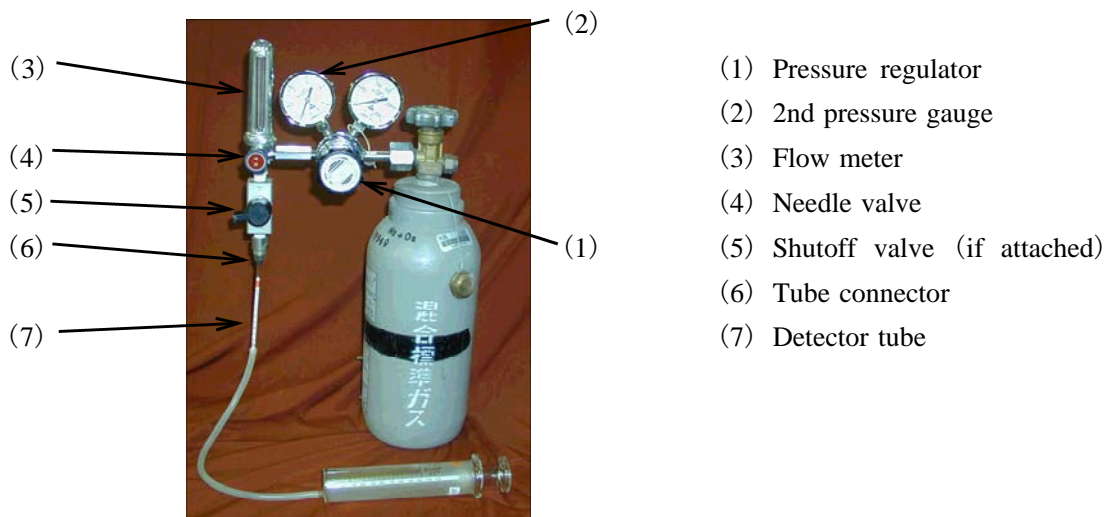 (2)
(3)
(4)
(5)
(6)
(7)
(1)
(1) Pressure regulator
(2) 2nd pressure gauge
(3) Flow meter
(4) Needle valve
(5) Shutoff valve (if attached)
(6) Tube connector
(7) Detector tube
混合標準ガス